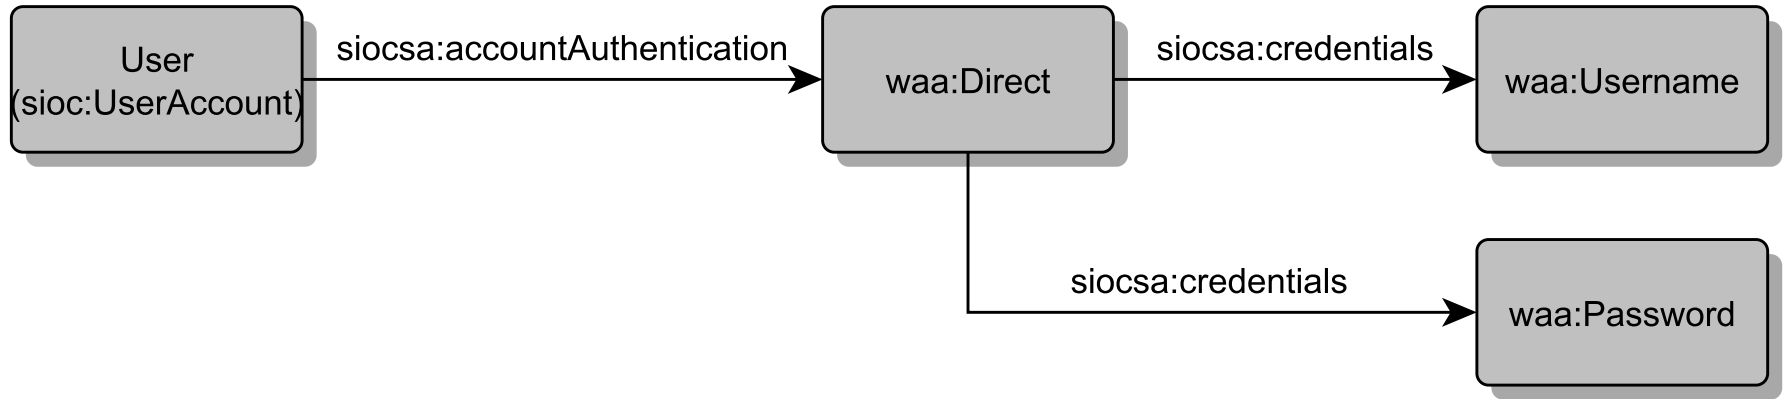 User
(sioc:UserAccount)
siocsa:accountAuthentication
waa:Direct
siocsa:credentials
waa:Username
siocsa:credentials
waa:Password